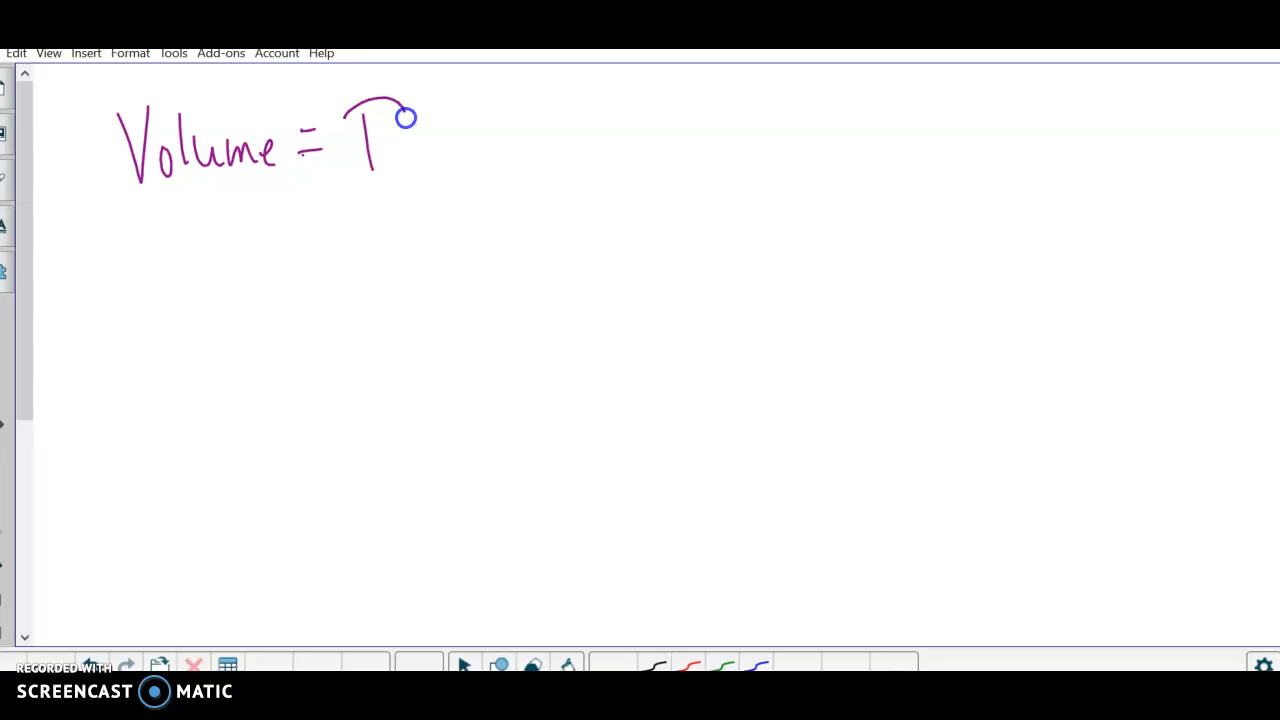 Edit View Insert Format Tools Add-ons Account Help
Volume =
RECORDED WITH
SCREENCAST MATIC